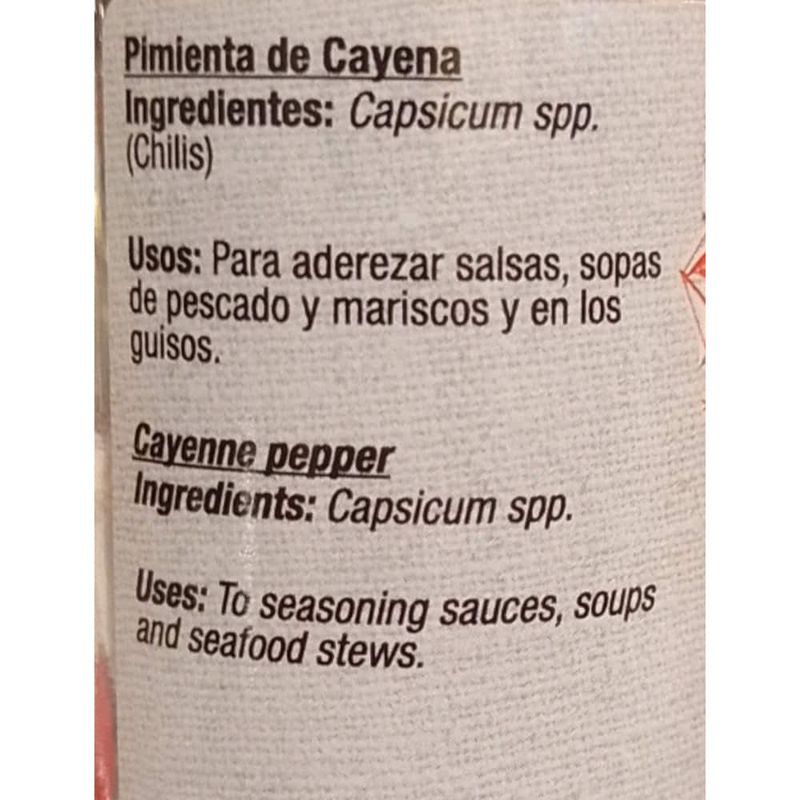 Pimienta de Cayena
Ingredientes: Capsicum spp.
(Chilis)
Usos: Para aderezar salsas, sopas
de pescado y mariscos y en los
guisos.
Cayenne pepper
Ingredients: Capsicum spp.
Uses: To seasoning sauces, soups
and seafood stews.